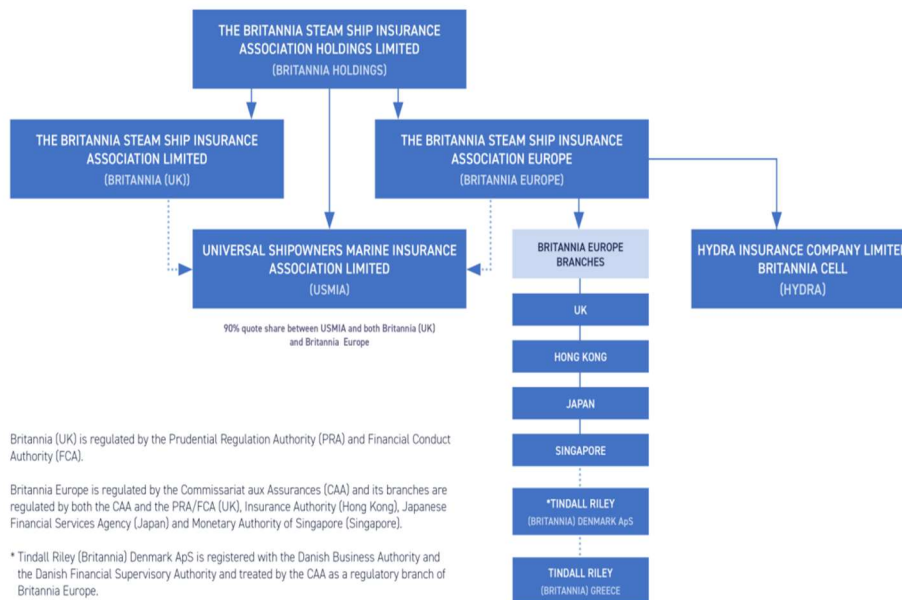 THE BRITANNIA STEAM SHIP INSURANCE
ASSOCIATION HOLDINGS LIMITED
(BRITANNIA HOLDINGS)
THE BRITANNIA STEAM SHIP INSURANCE
ASSOCIATION LIMITED
(BRITANNIA (UK))
THE BRITANNIA STEAM SHIP INSURANCE
ASSOCIATION EUROPE
(BRITANNIA EUROPE)
UNIVERSAL SHIPOWNERS MARINE INSURANCE
ASSOCIATION LIMITED
(USMIA)
BRITANNIA EUROPE
BRANCHES
HYDRA INSURANCE COMPANY LIMITED
BRITANNIA CELL
(HYDRA)
90% quote share between USMIA and both Britannia (UK)
and Britannia Europe
UK
HONG KONG
JAPAN
SINGAPORE
*TINDALL RILEY
(BRITANNIA) DENMARK ApS
TINDALL RILEY
(BRITANNIA) GREECE
Britannia (UK) is regulated by the Prudential Regulation Authority (PRA) and Financial Conduct
Authority (FCA).
Britannia Europe is regulated by the Commissariat aux Assurances (CAA) and its branches are
regulated by both the CAA and the PRA/FCA (UK), Insurance Authority (Hong Kong), Japanese
Financial Services Agency (Japan) and Monetary Authority of Singapore (Singapore).
* Tindall Riley (Britannia) Denmark ApS is registered with the Danish Business Authority and
the Danish Financial Supervisory Authority and treated by the CAA as a regulatory branch of
Britannia Europe.